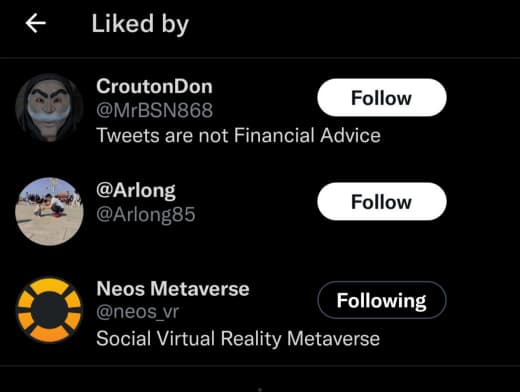 Liked by
CroutonDon
Follow
@MrBSN868
Tweets are not Financial Advice
@Arlong
Follow
@Arlong85
Neos Metaverse
Following
@neos_vr
Social Virtual Reality Metaverse